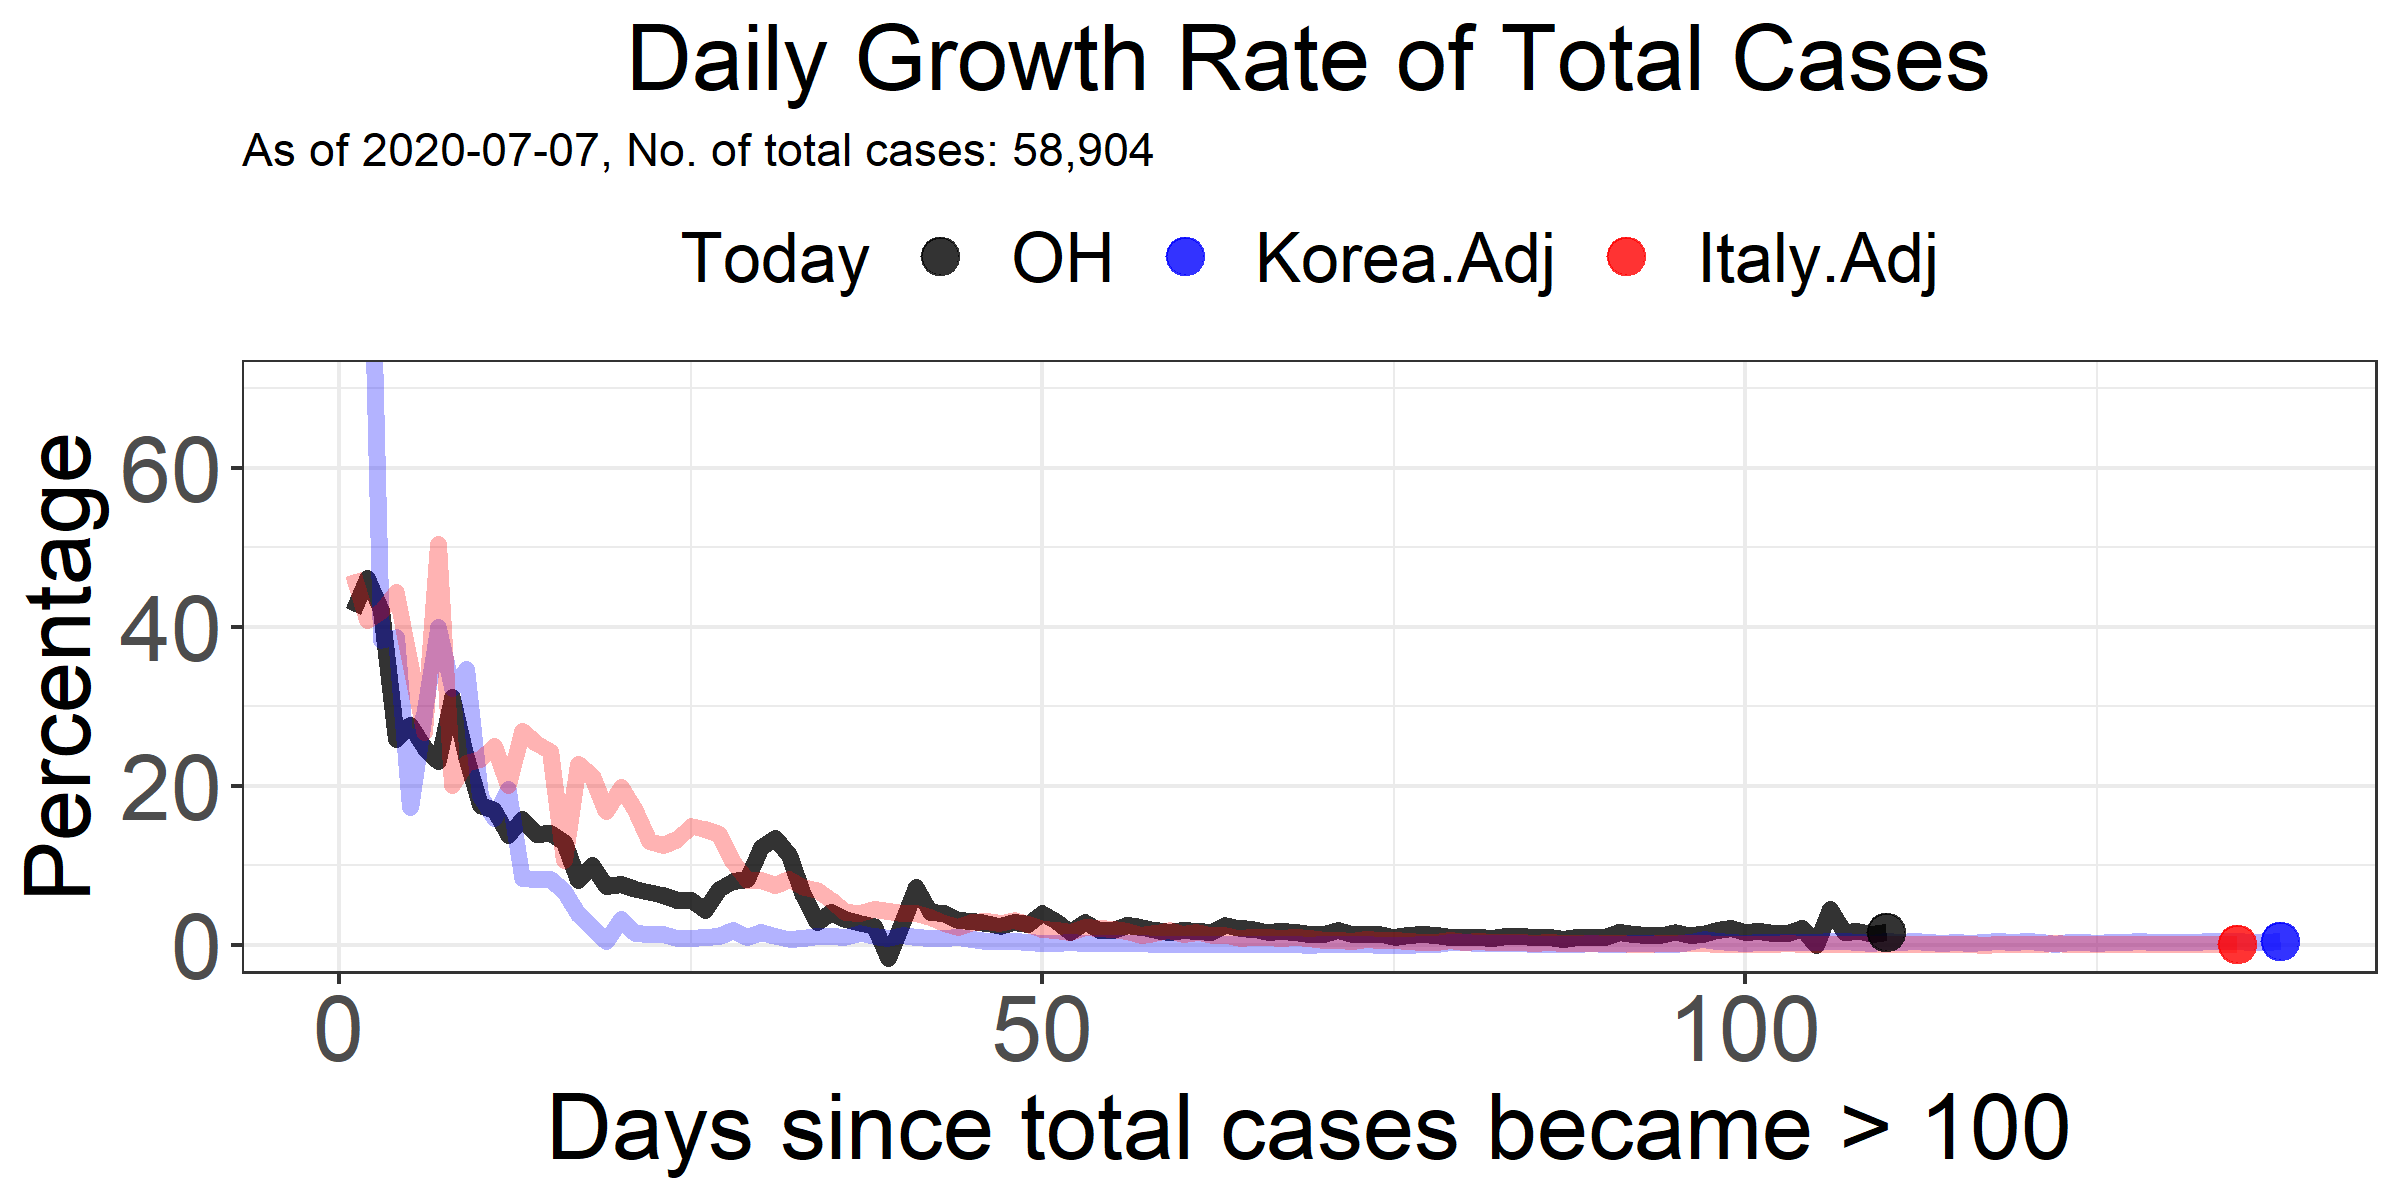 Daily Growth Rate of Total Cases
As of 2020-07-07, No. of total cases: 58,904
Today OH Korea.Adj Italy.Adj
Percentage
60
40
20
0
0 50 100
Days since total cases became > 100